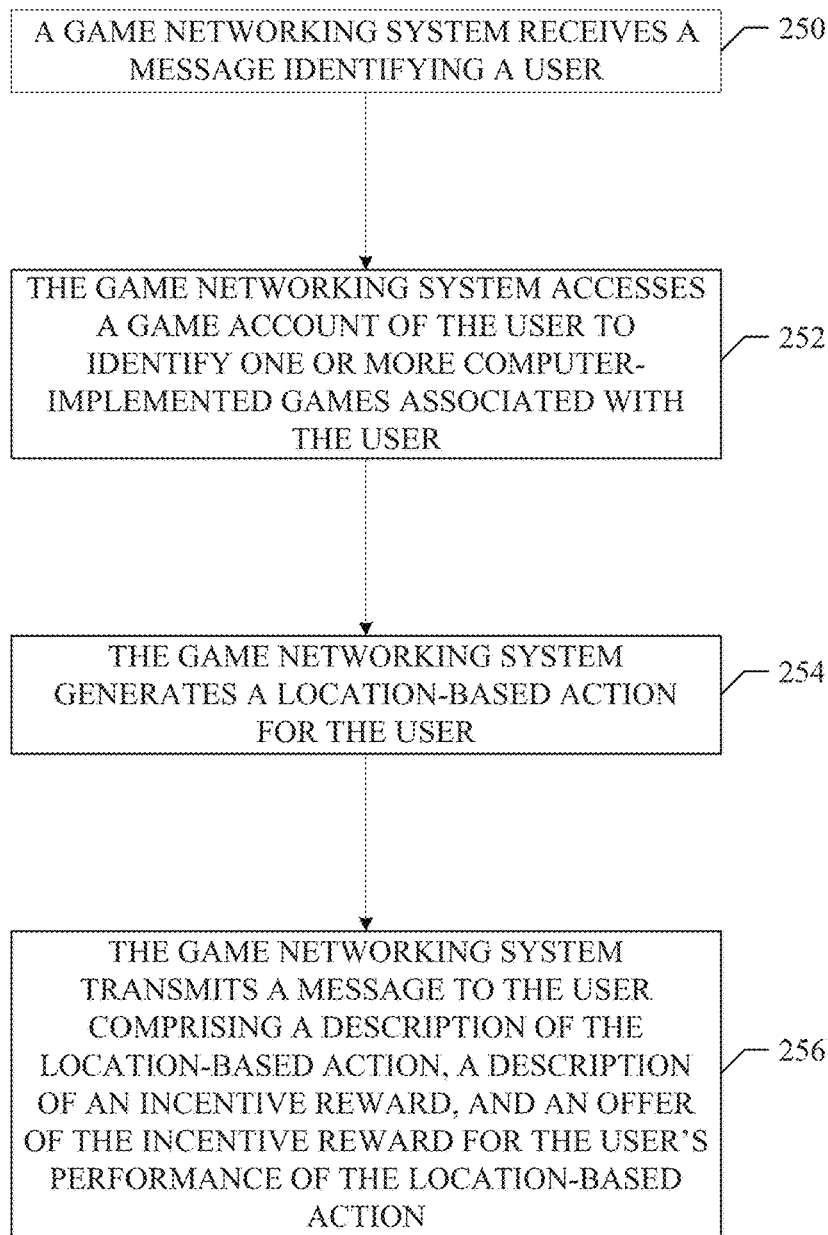 A GAME NETWORKING SYSTEM RECEIVES A
MESSAGE IDENTIFYING A USER
250
THE GAME NETWORKING SYSTEM ACCESSES
A GAME ACCOUNT OF THE USER TO
IDENTIFY ONE OR MORE COMPUTER-
IMPLEMENTED GAMES ASSOCIATED WITH
THE USER
252
THE GAME NETWORKING SYSTEM
GENERATES A LOCATION-BASED ACTION
FOR THE USER
254
THE GAME NETWORKING SYSTEM
TRANSMITS A MESSAGE TO THE USER
COMPRISING A DESCRIPTION OF THE
LOCATION-BASED ACTION, A DESCRIPTION
OF AN INCENTIVE REWARD, AND AN OFFER
OF THE INCENTIVE REWARD FOR THE USER'S
PERFORMANCE OF THE LOCATION-BASED
ACTION
256